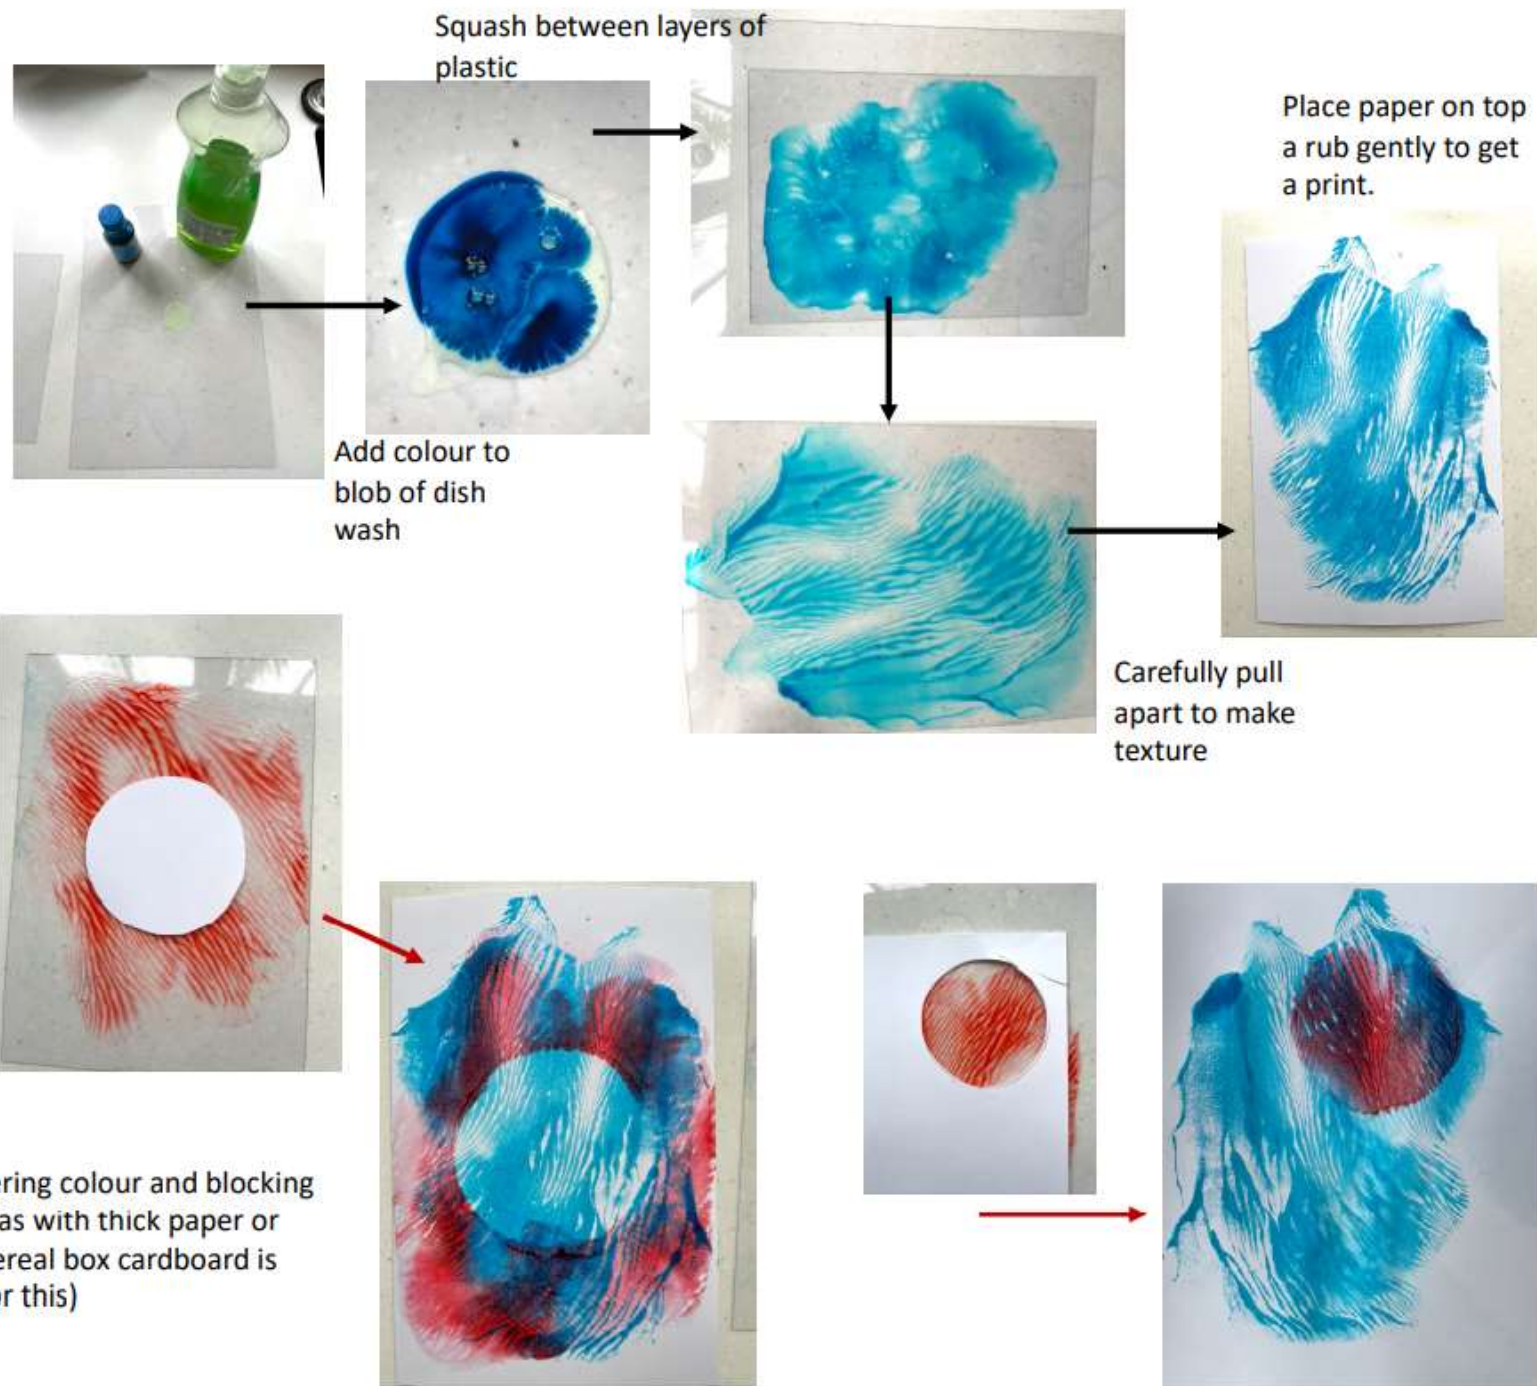 Squash between layers of
plastic
Place paper on top
a rub gently to get
a print.
Add colour to
blob of dish
wash
Carefully pull
apart to make
texture
ering colour and blocking
as with thick paper or
ereal box cardboard is
or this)